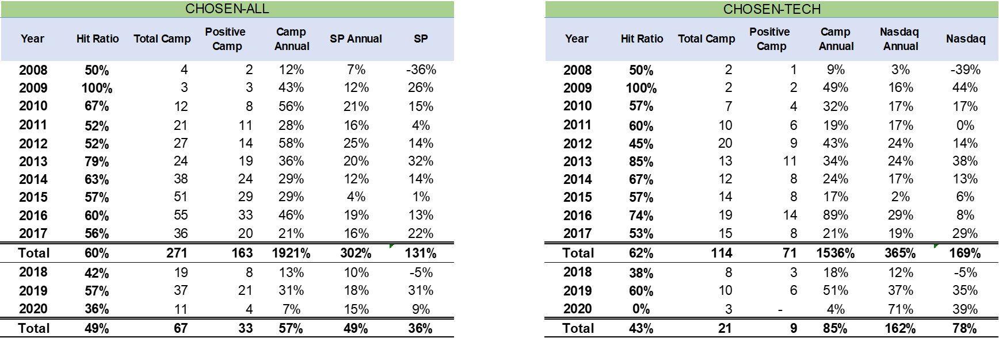 CHOSEN-ALL
Year Hit Ratio Total Camp Positive Camp Camp Annual SP Annual SP
2008 50% 4 2 12% 7% -36%
2009 100% 3 3 43% 12% 26%
2010 67% 12 8 56% 21% 15%
2011 52% 21 11 28% 16% 4%
2012 52% 27 14 58% 25% 14%
2013 79% 24 19 36% 20% 32%
2014 63% 38 24 29% 12% 14%
2015 57% 51 29 29% 4% 1%
2016 60% 55 33 46% 19% 13%
2017 56% 36 20 21% 16% 22%
Total 60% 271 163 1921% 302% 131%
2018 42% 19 8 13% 10% -5%
2019 57% 37 21 31% 18% 31%
2020 36% 11 4 7% 15% 9%
Total 49% 67 33 57% 49% 36%
CHOSEN-TECH
Year Hit Ratio Total Camp Positive Camp Camp Annual Nasdaq Annual Nasdaq
2008 50% 2 1 9% 3% -39%
2009 100% 2 2 49% 16% 44%
2010 57% 7 4 32% 17% 17%
2011 60% 10 6 19% 17% 0%
2012 45% 20 9 43% 24% 14%
2013 85% 13 11 34% 24% 38%
2014 67% 12 8 24% 17% 13%
2015 57% 14 8 17% 2% 6%
2016 74% 19 14 89% 29% 8%
2017 53% 15 8 21% 19% 29%
Total 62% 114 71 1536% 365% 169%
2018 38% 8 3 18% 12% -5%
2019 60% 10 6 51% 37% 35%
2020 0% 3 - 4% 71% 39%
Total 43% 21 9 85% 162% 78%